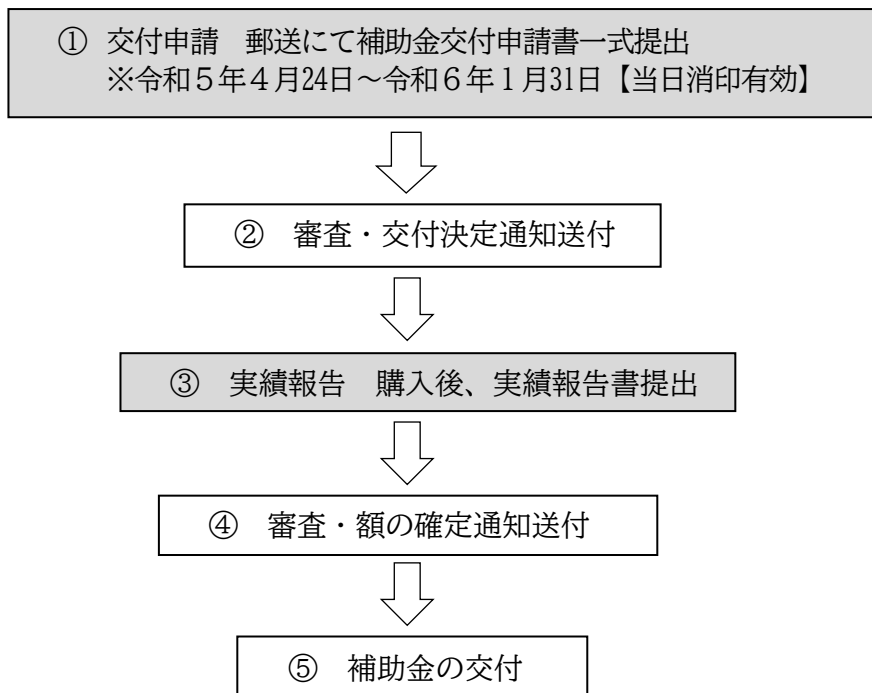 ① 交付申請　郵送にて補助金交付申請書一式提出
※令和５年４月24日～令和６年１月31日【当日消印有効】
②　審査・交付決定通知送付
③　実績報告　購入後、実績報告書提出
④　審査・額の確定通知送付
⑤　補助金の交付